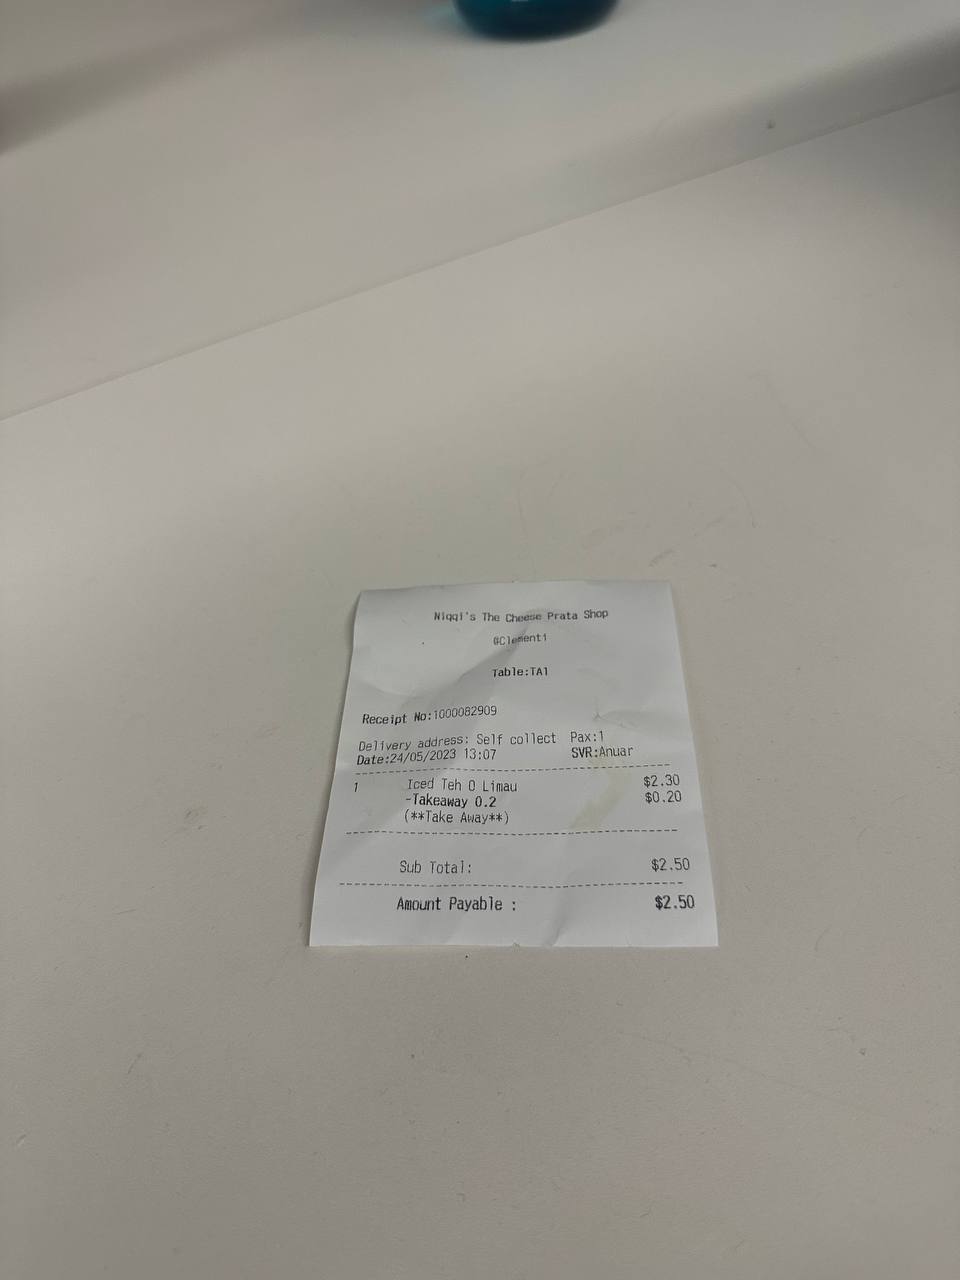 Niqqi's The Cheese Prata Shop
@Clementi
Table:TA1
Receipt No:1000082909
Delivery address: Self collect Pax:1
Date:24/05/2023 13:07 SVR:Anuar
1 Iced Teh O Limau $2.30
-Takeaway 0.2 $0.20
(**Take Away**)
Sub Total: $2.50
Amount Payable : $2.50